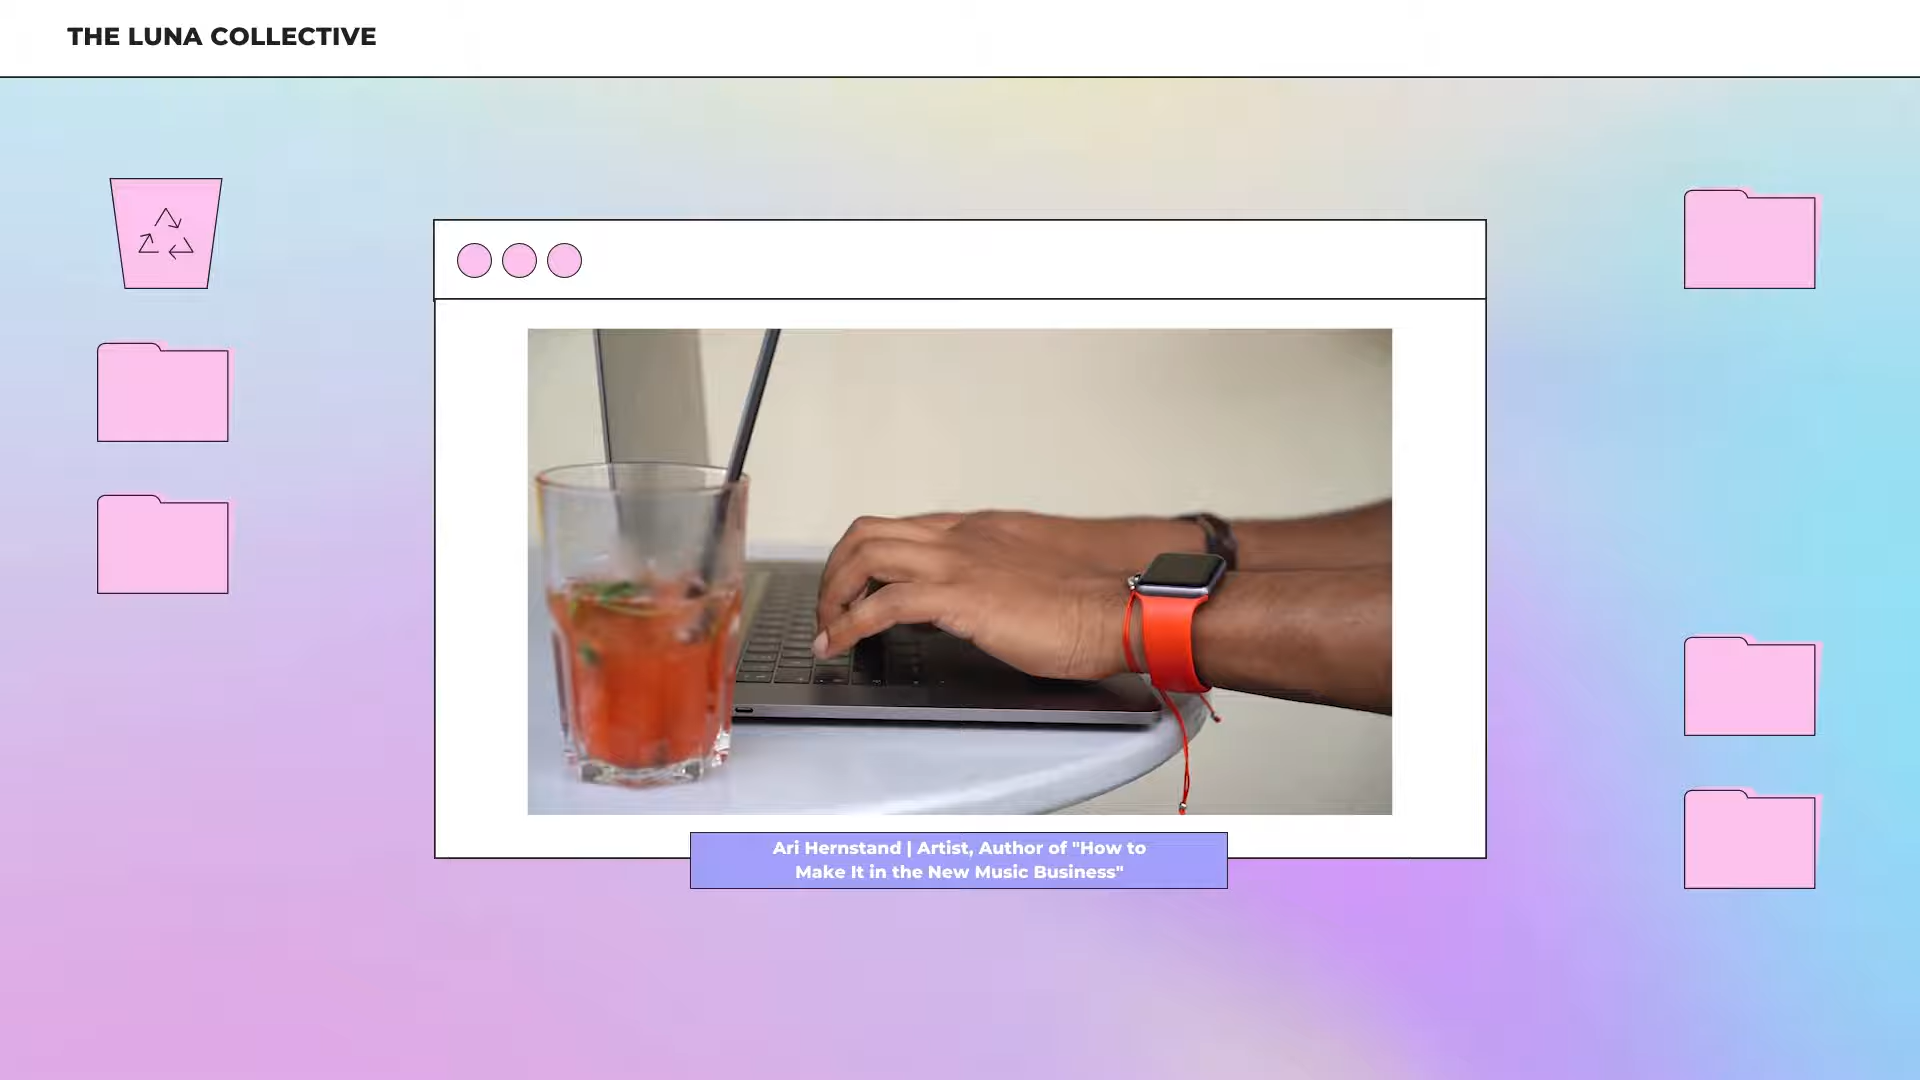 THE LUNA COLLECTIVE
Ari Hernstand | Artist, Author of "How to
Make It in the New Music Business"